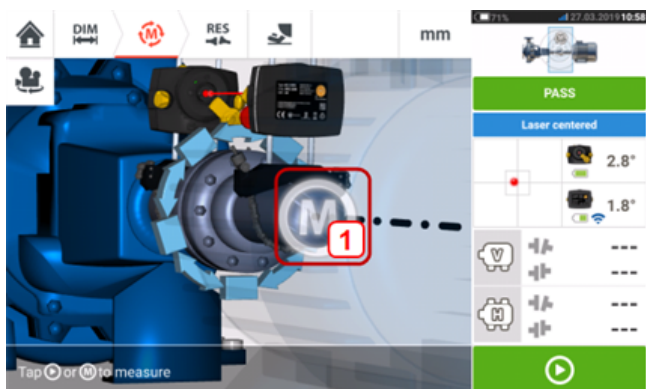 DIM
M
RES
mm
71%
27.03.2019 10:58
PASS
Laser centered
2.8°
1.8°
M
1
V
---
---
H
---
---
Tap or M to measure